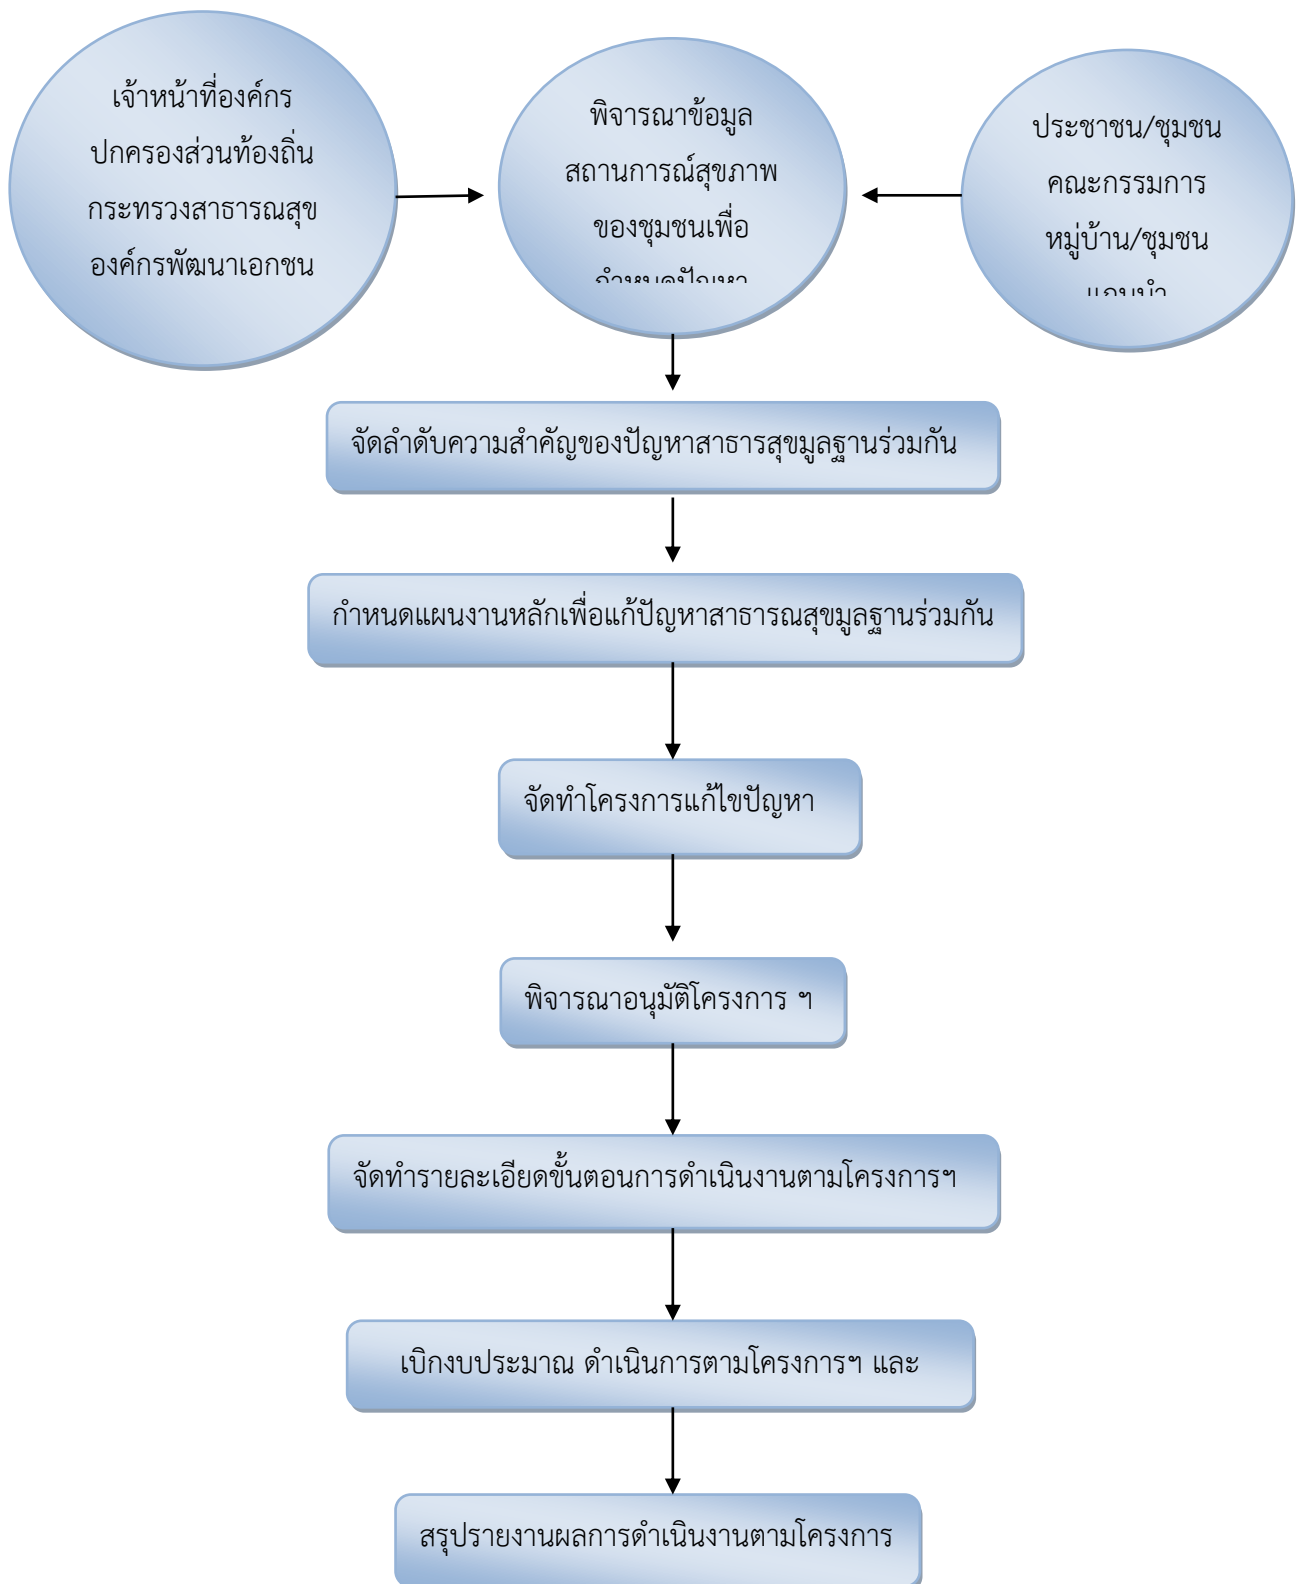 เจ้าหน้าที่องค์กร
ปกครองส่วนท้องถิ่น
กระทรวงสาธารณสุข
องค์กรพัฒนาเอกชน
พิจารณาข้อมูล
สถานการณ์สุขภาพ
ของชุมชนเพื่อ
กำหนดปัญหา
ประชาชน/ชุมชน
คณะกรรมการ
หมู่บ้าน/ชุมชน
จัดลำดับความสำคัญของปัญหาสาธารสุขมูลฐานร่วมกัน
กำหนดแผนงานหลักเพื่อแก้ปัญหาสาธารณสุขมูลฐานร่วมกัน
จัดทำโครงการแก้ไขปัญหา
พิจารณาอนุมัติโครงการ ฯ
จัดทำรายละเอียดขั้นตอนการดำเนินงานตามโครงการฯ
เบิกงบประมาณ ดำเนินการตามโครงการฯ และ
สรุปรายงานผลการดำเนินงานตามโครงการ